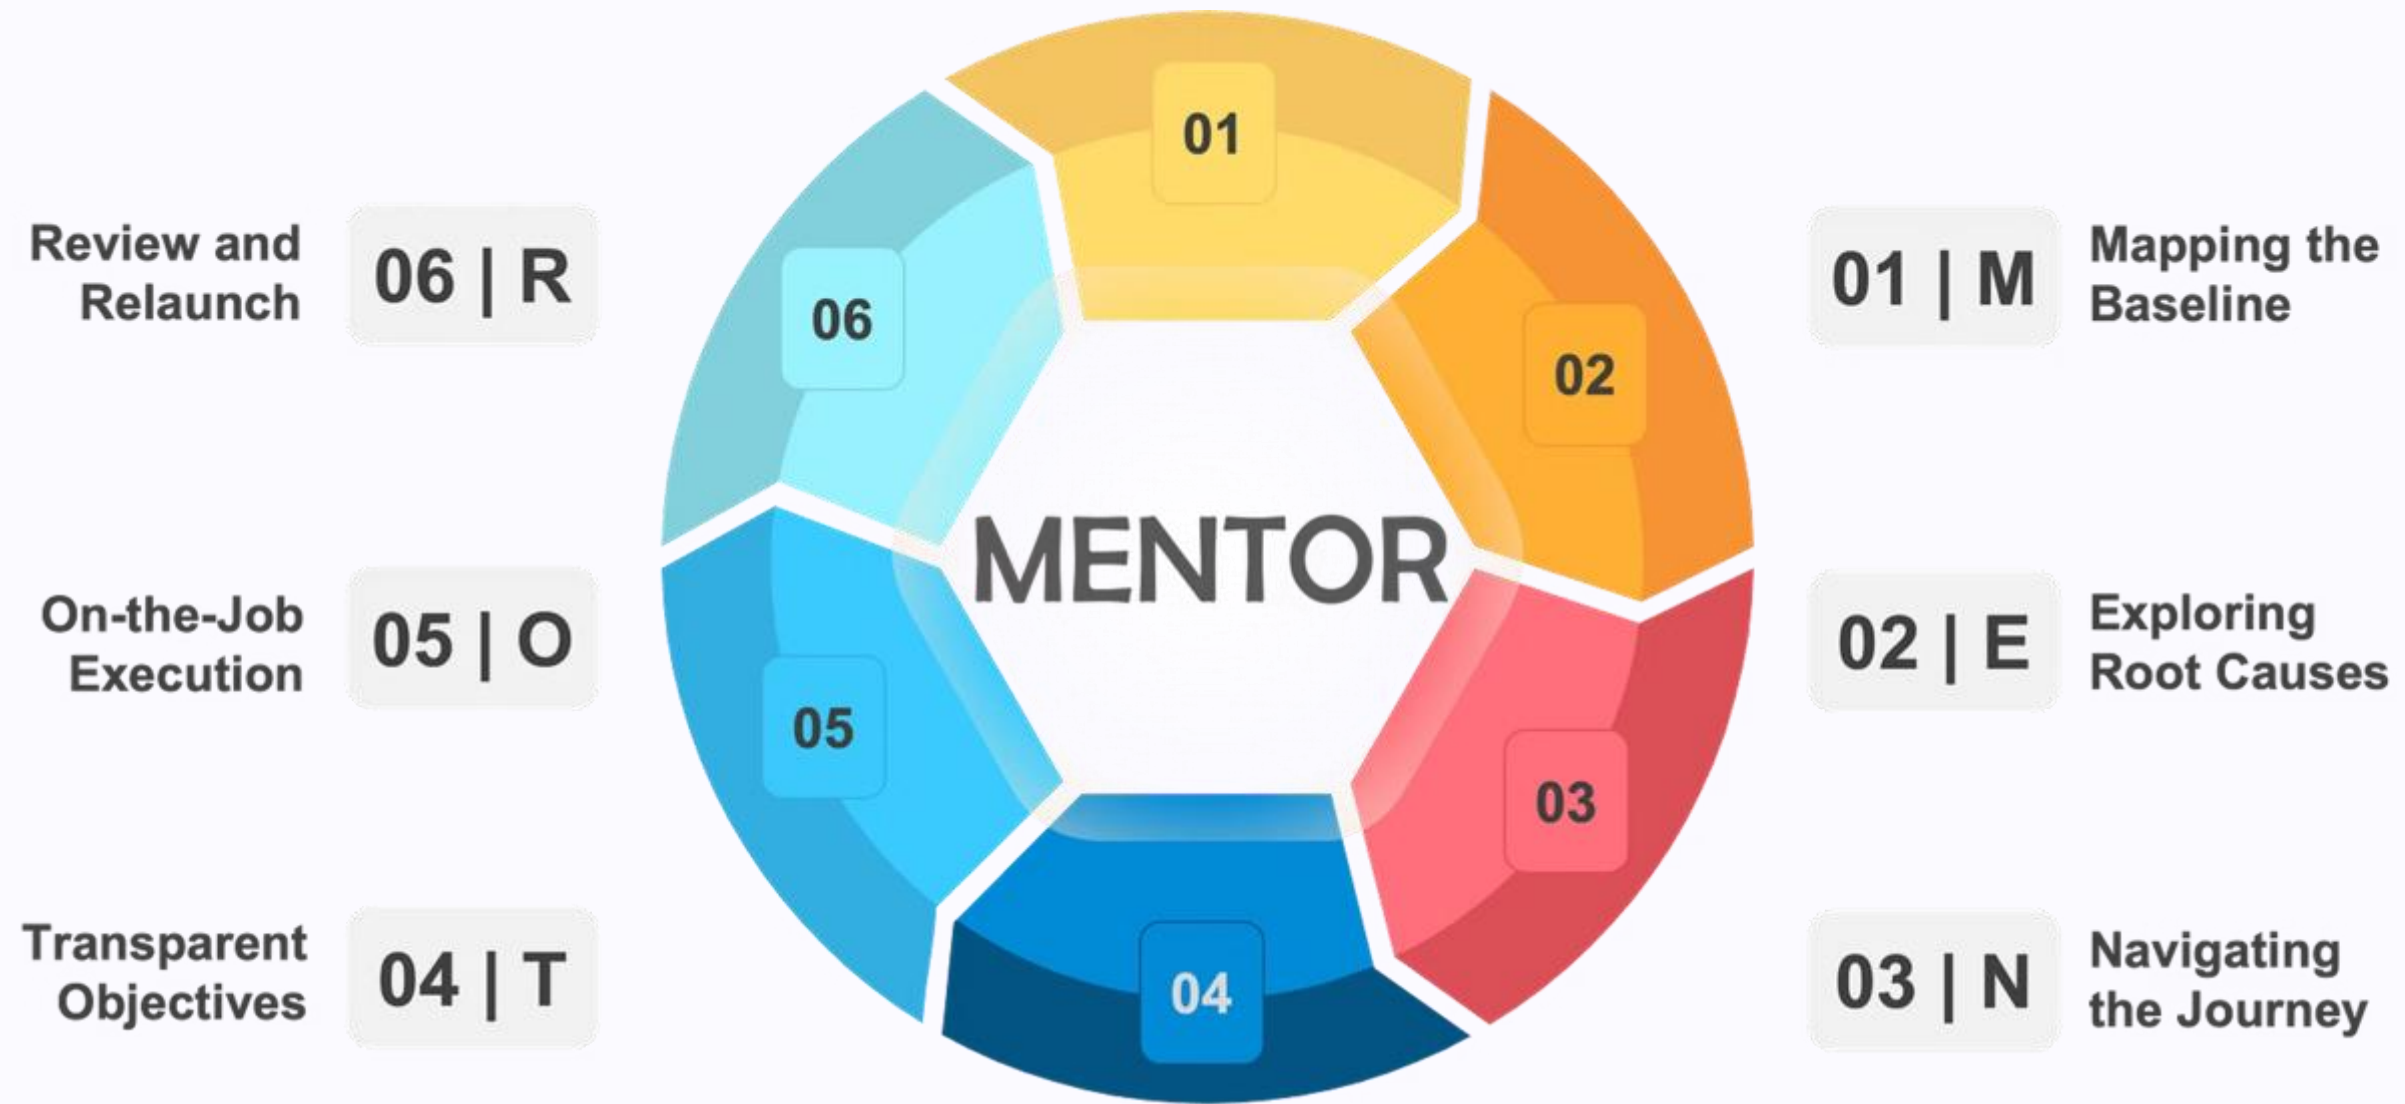 01
02
03
04
05
06
MENTOR
01 | M
Mapping the
Baseline
02 | E
Exploring
Root Causes
03 | N
Navigating
the Journey
04 | T
Transparent
Objectives
05 | O
On-the-Job
Execution
06 | R
Review and
Relaunch